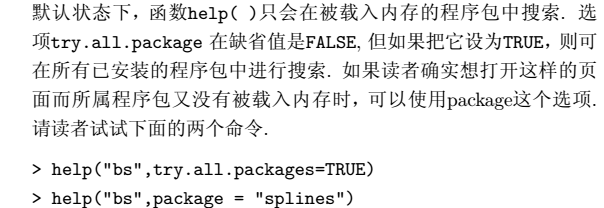 默认状态下, 函数help( )只会在被载入内存的程序包中搜索. 选
项try.all.package 在缺省值是FALSE, 但如果把它设为TRUE, 则可
在所有已安装的程序包中进行搜索. 如果读者确实想打开这样的页
面而所属程序包又没有被载入内存时, 可以使用package这个选项.
请读者试试下面的两个命令.
> help("bs",try.all.packages=TRUE)
> help("bs",package = "splines")